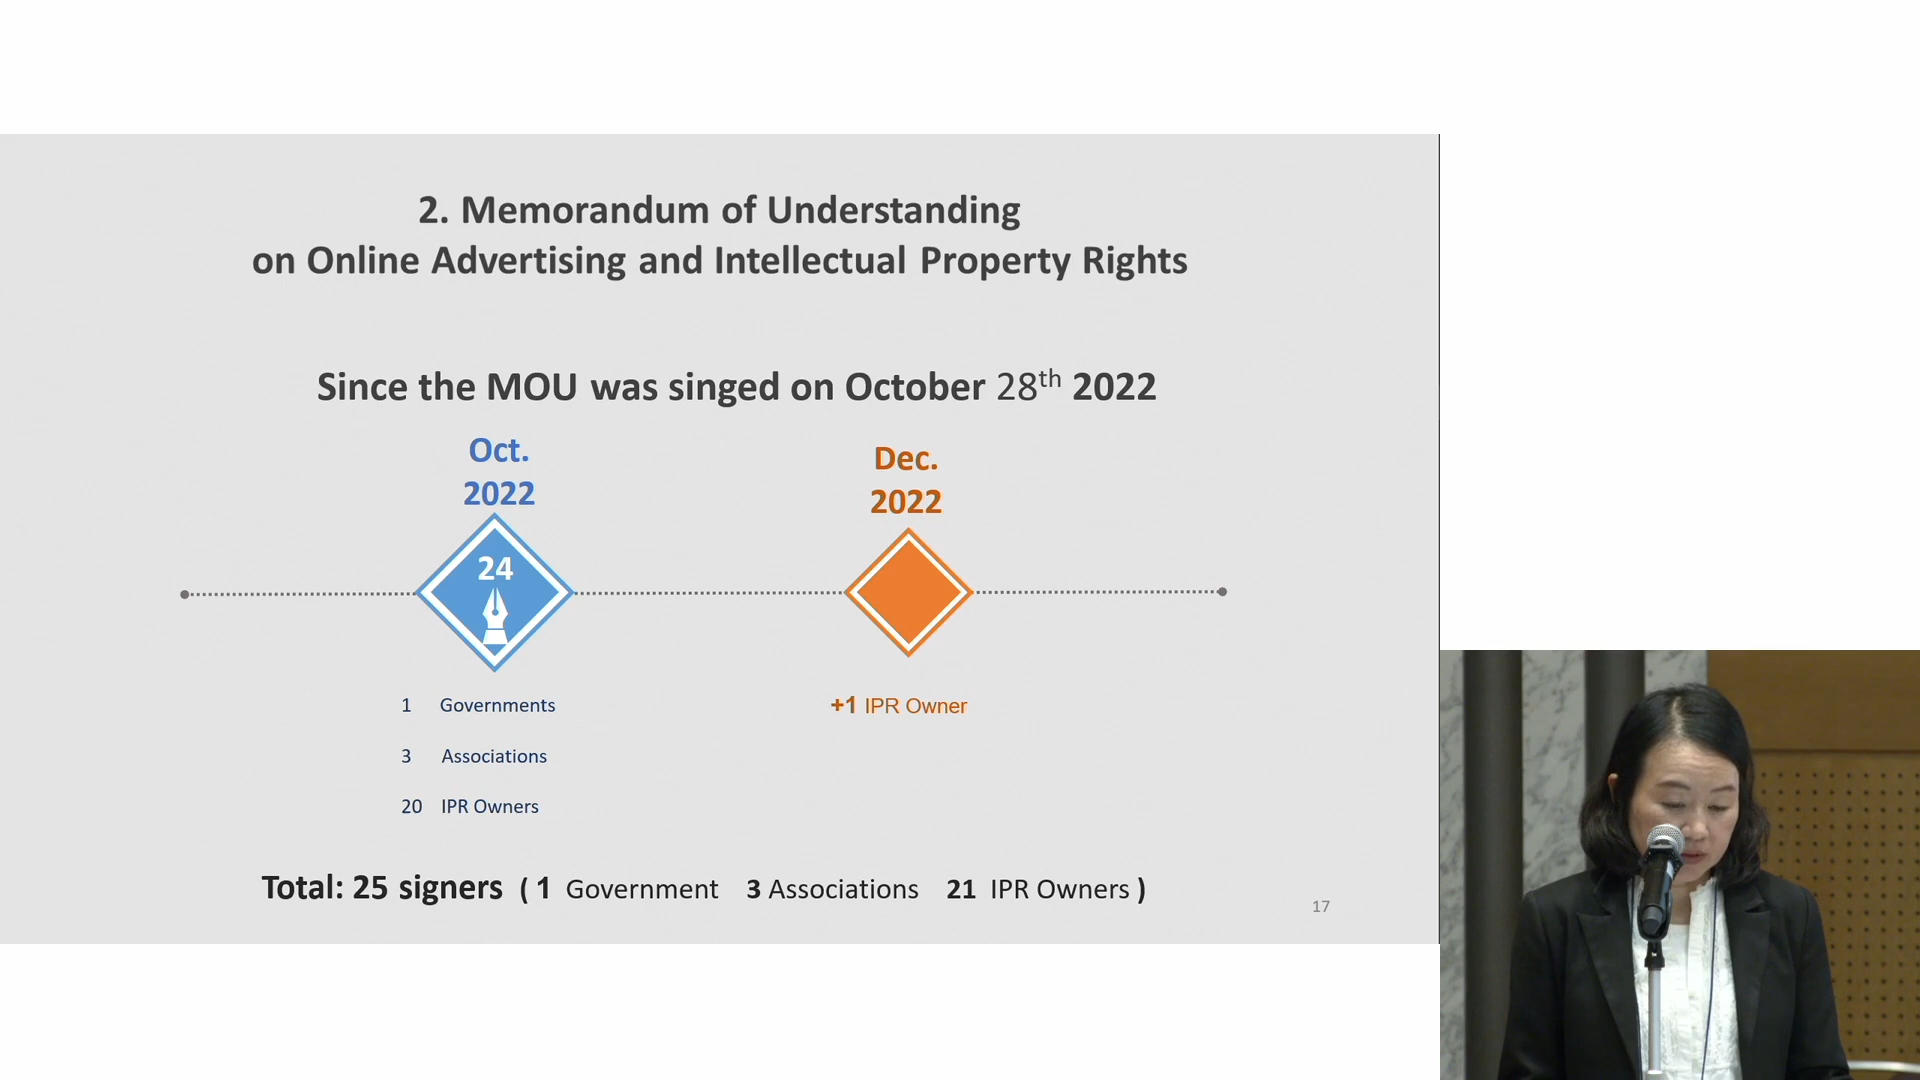 2. Memorandum of Understanding
on Online Advertising and Intellectual Property Rights
Since the MOU was singed on October 28th 2022
Oct.
2022
Dec.
2022
24
1 Governments
3 Associations
20 IPR Owners
+1 IPR Owner
Total: 25 signers ( 1 Government 3 Associations 21 IPR Owners )
17